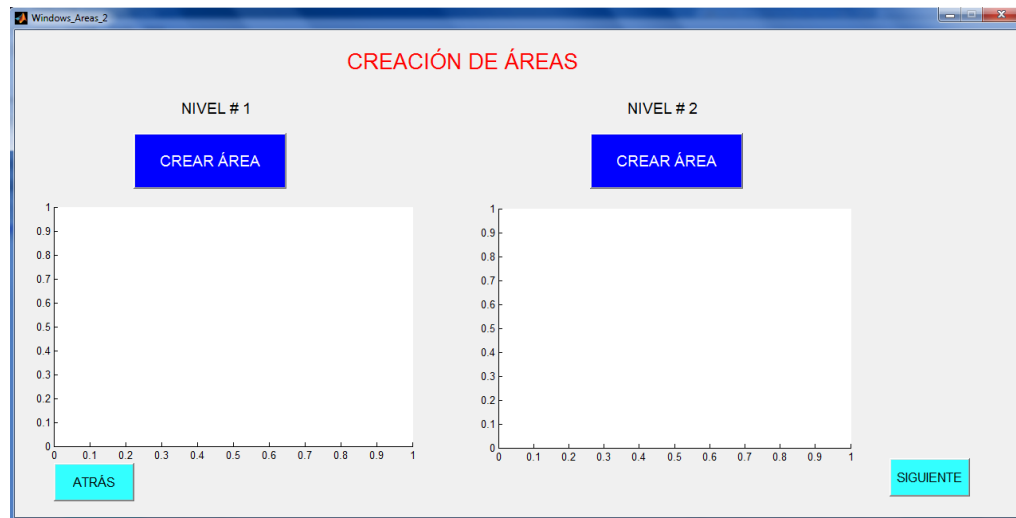 Windows_Areas_2
CREACIÓN DE ÁREAS
NIVEL # 1
NIVEL # 2
CREAR ÁREA
CREAR ÁREA
1
0.9
0.8
0.7
0.6
0.5
0.4
0.3
0.2
0.1
0
0 0.1 0.2 0.3 0.4 0.5 0.6 0.7 0.8 0.9 1
1
0.9
0.8
0.7
0.6
0.5
0.4
0.3
0.2
0.1
0
0 0.1 0.2 0.3 0.4 0.5 0.6 0.7 0.8 0.9 1
ATRÁS
SIGUIENTE